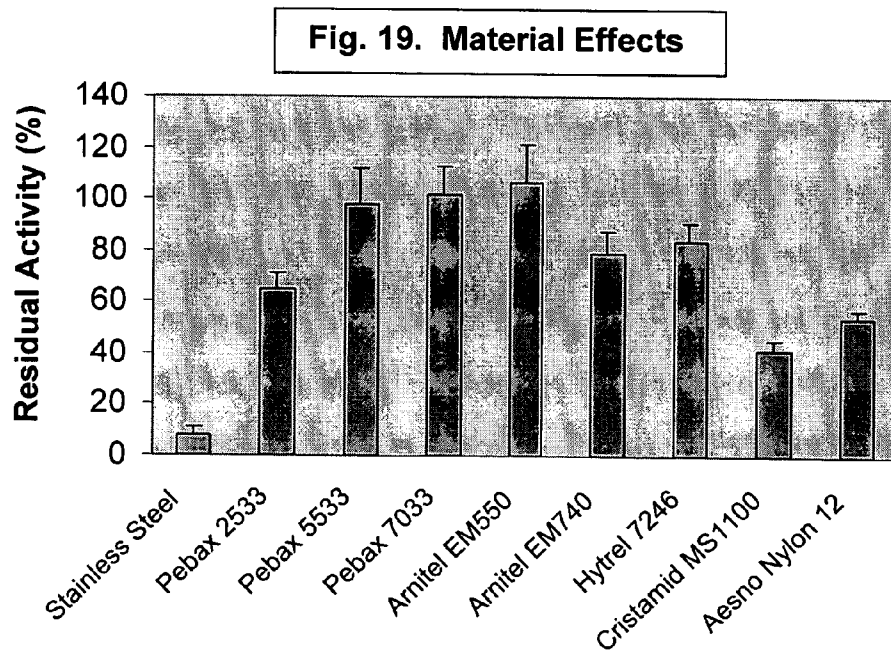 Fig. 19. Material Effects
Residual Activity (%)
140
120
100
80
60
40
20
0
Stainless Steel
Pebax 2533
Pebax 5533
Pebax 7033
Arnitel EM550
Arnitel EM740
Hytrel 7246
Cristamid MS1100
Aesno Nylon 12